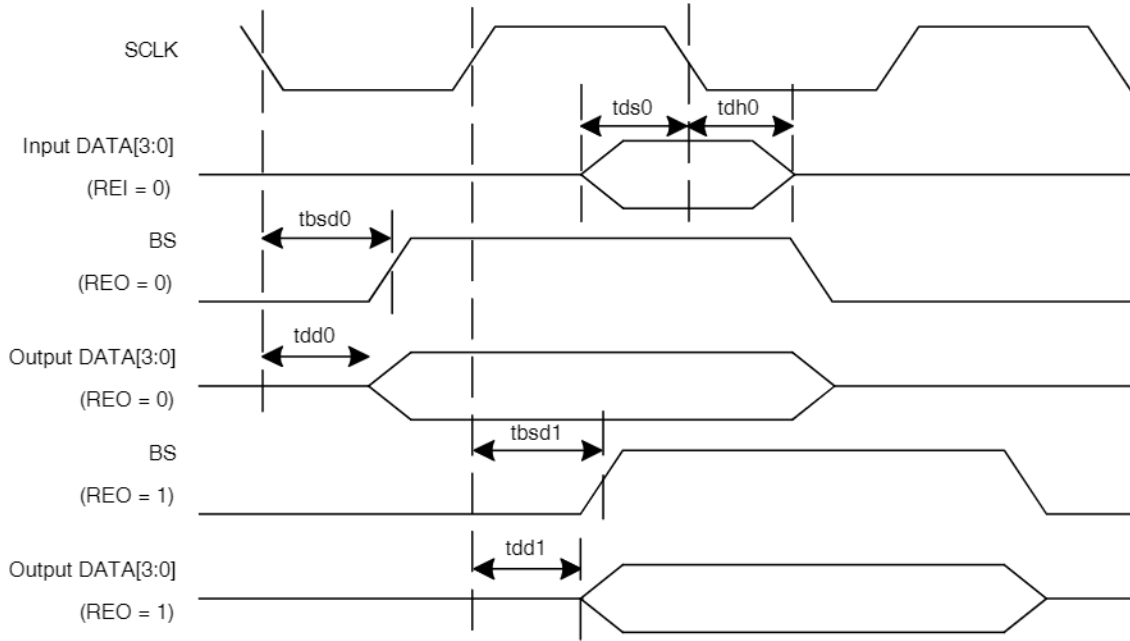 SCLK
tds0
tdh0
Input DATA[3:0]
(REI = 0)
tbsd0
BS
(REO = 0)
tdd0
Output DATA[3:0]
(REO = 0)
tbsd1
BS
(REO = 1)
tdd1
Output DATA[3:0]
(REO = 1)